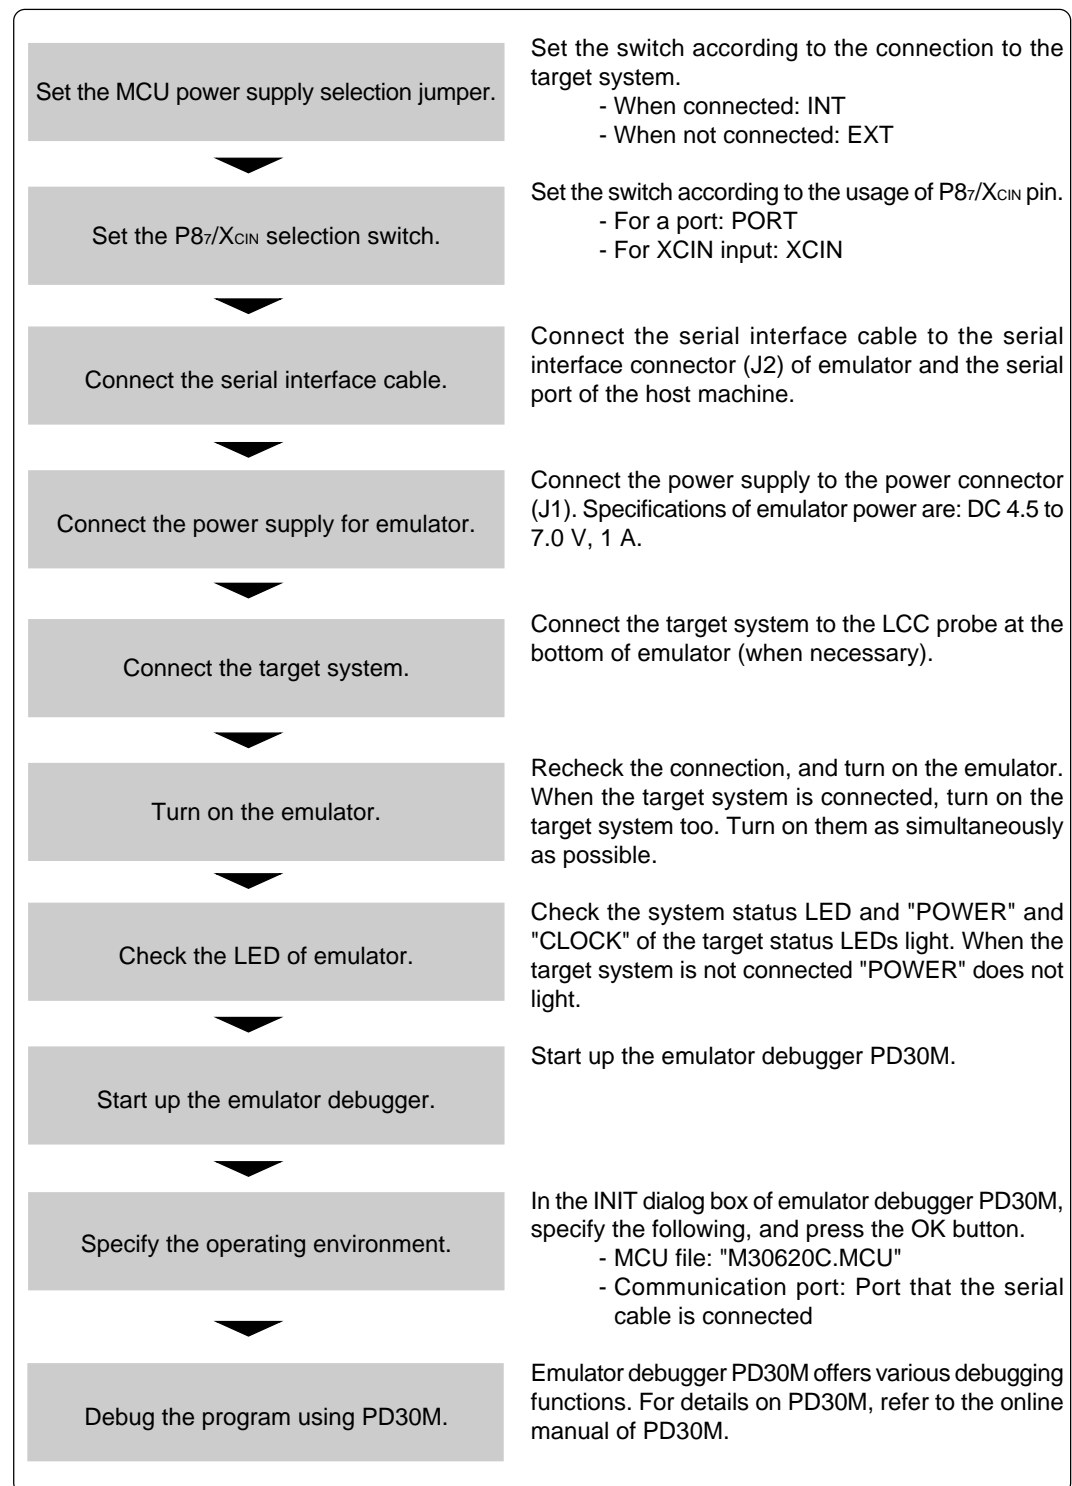 Set the MCU power supply selection jumper.
Set the switch according to the connection to the
target system.
- When connected: INT
- When not connected: EXT
Set the P87/XCIN selection switch.
Set the switch according to the usage of P87/XCIN pin.
- For a port: PORT
- For XCIN input: XCIN
Connect the serial interface cable.
Connect the serial interface cable to the serial
interface connector (J2) of emulator and the serial
port of the host machine.
Connect the power supply for emulator.
Connect the power supply to the power connector
(J1). Specifications of emulator power are: DC 4.5 to
7.0 V, 1 A.
Connect the target system.
Connect the target system to the LCC probe at the
bottom of emulator (when necessary).
Turn on the emulator.
Recheck the connection, and turn on the emulator.
When the target system is connected, turn on the
target system too. Turn on them as simultaneously
as possible.
Check the LED of emulator.
Check the system status LED and "POWER" and
"CLOCK" of the target status LEDs light. When the
target system is not connected "POWER" does not
light.
Start up the emulator debugger.
Start up the emulator debugger PD30M.
Specify the operating environment.
In the INIT dialog box of emulator debugger PD30M,
specify the following, and press the OK button.
- MCU file: "M30620C.MCU"
- Communication port: Port that the serial
cable is connected
Debug the program using PD30M.
Emulator debugger PD30M offers various debugging
functions. For details on PD30M, refer to the online
manual of PD30M.